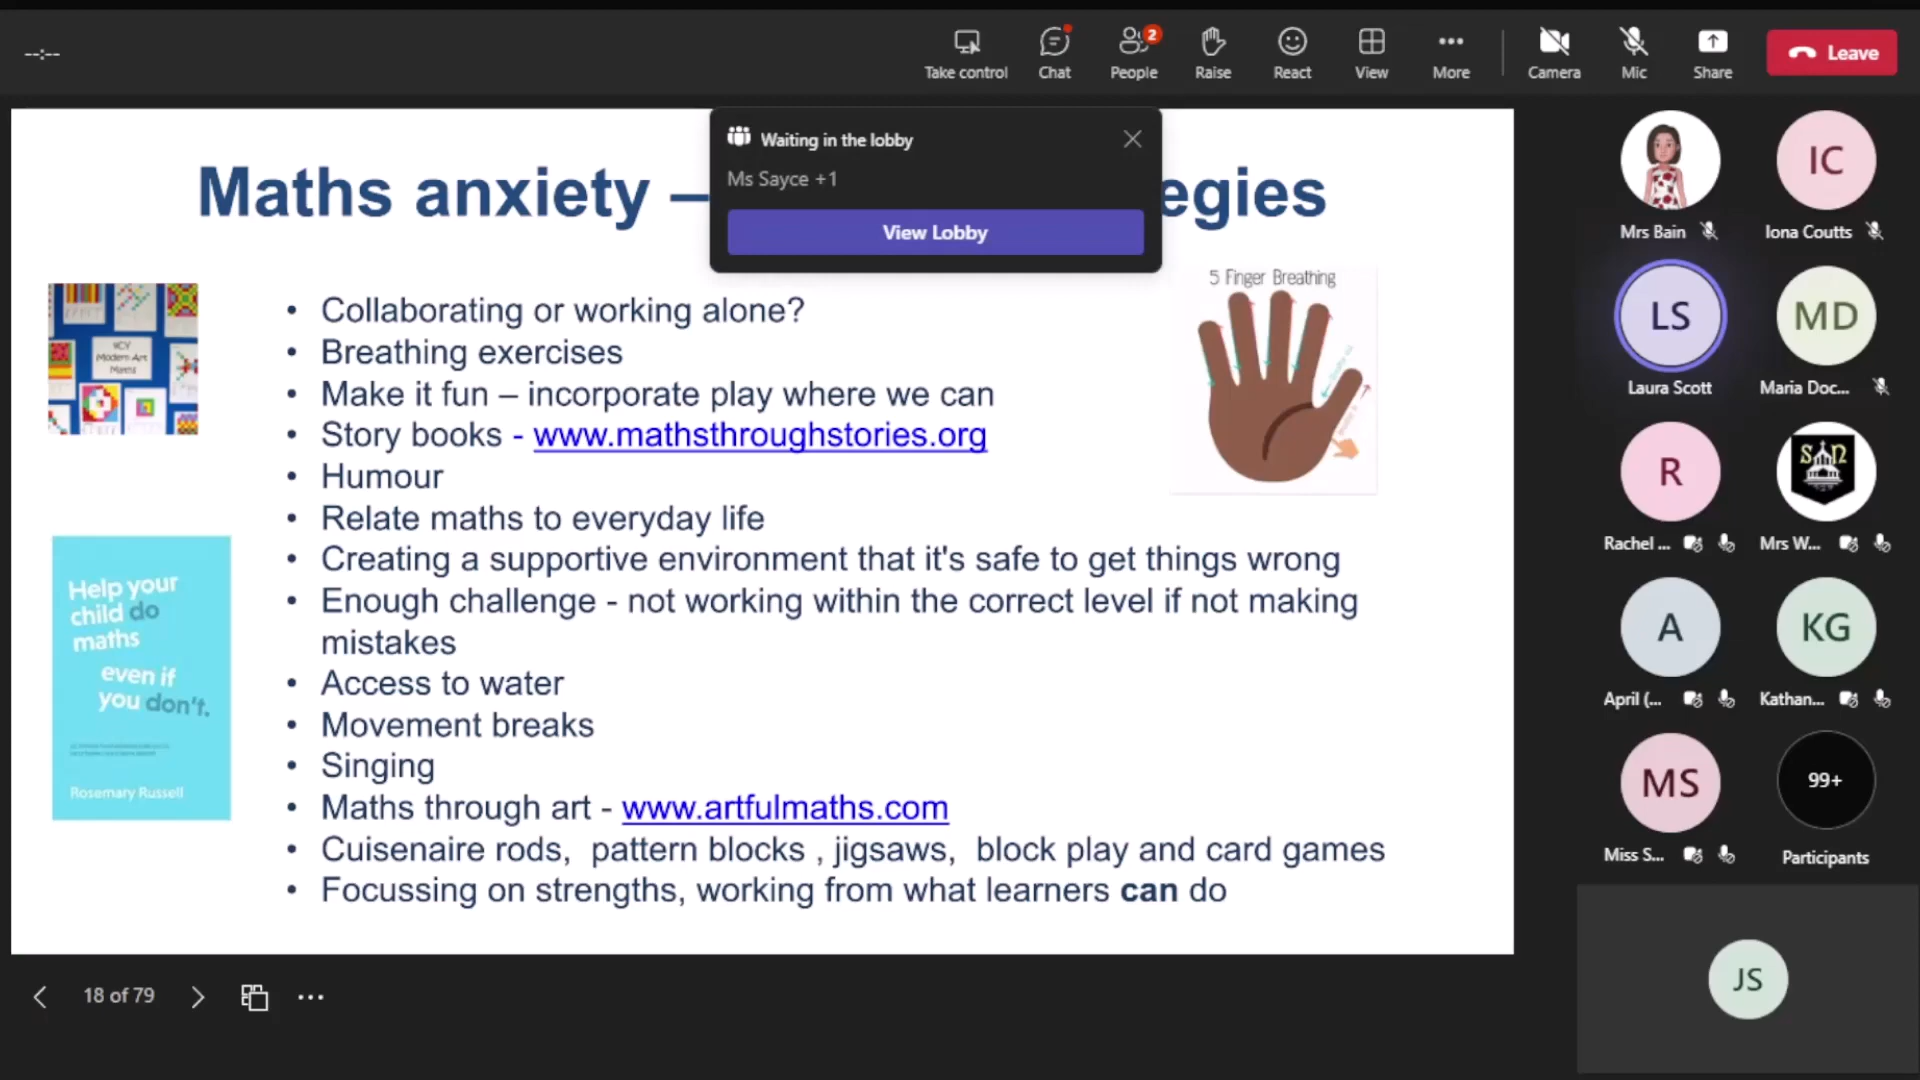 --:--
Take control
Chat
2
People
Raise
React
View
More
Camera
Mic
Share
Leave
Waiting in the lobby
Ms Sayce +1
View Lobby
Maths anxiety – egies
5 Finger Breathing
YCY
Modern Art
Maths
• Collaborating or working alone?
• Breathing exercises
• Make it fun – incorporate play where we can
• Story books - www.mathsthroughstories.org
• Humour
• Relate maths to everyday life
• Creating a supportive environment that it's safe to get things wrong
• Enough challenge - not working within the correct level if not making
mistakes
• Access to water
• Movement breaks
• Singing
• Maths through art - www.artfulmaths.com
• Cuisenaire rods, pattern blocks , jigsaws, block play and card games
• Focussing on strengths, working from what learners can do
Help your
child do
maths
even if
you don't.
Rosemary Russell
IC
Mrs Bain
Iona Coutts
LS
MD
Laura Scott
Maria Doc...
R
SN
Rachel ...
Mrs W...
A
KG
April (...
Kathan...
MS
99+
Miss S...
Participants
JS
18 of 79